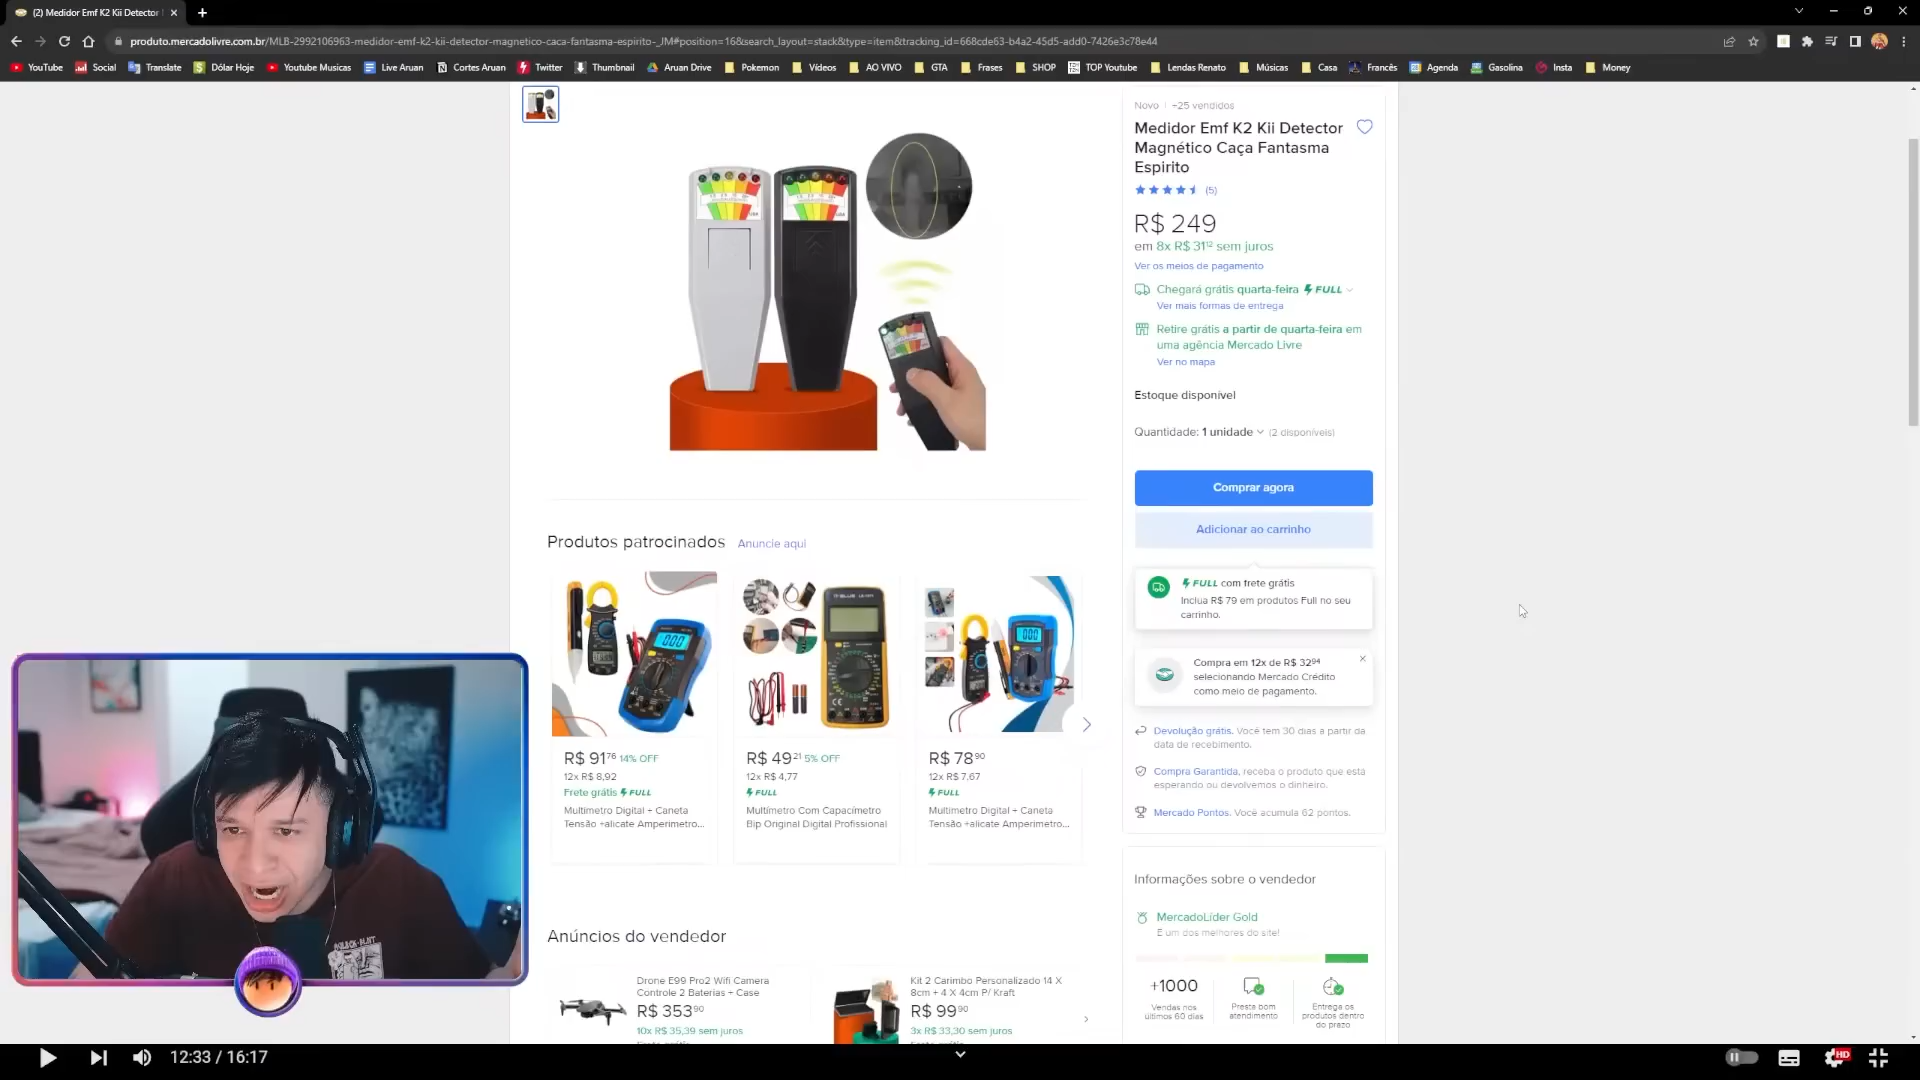 (2) Medidor Emf K2 Kii Detector
produto.mercadolivre.com.br/MLB-2992106963-medidor-emf-k2-kii-detector-magnetico-caca-fantasma-espirito-_JM#position=16&search_layout=stack&type=item&tracking_id=668cde63-b4a2-45d5-add0-7426e3c78e44
YouTube Social Translate Dólar Hoje Youtube Musicas Live Aruan Cortes Aruan Twitter Thumbnail Aruan Drive Pokemon Vídeos AO VIVO GTA Frases SHOP TOP Youtube Lendas Renato Músicas Casa Francês Agenda Gasolina Insta Money
Novo | +25 vendidos
Medidor Emf K2 Kii Detector
Magnético Caça Fantasma
Espirito
(5)
R$ 249
em 8x R$ 31¹² sem juros
Ver os meios de pagamento
Chegará grátis quarta-feira FULL
Ver mais formas de entrega
Retire grátis a partir de quarta-feira em
uma agência Mercado Livre
Ver no mapa
Estoque disponível
Quantidade: 1 unidade (2 disponíveis)
Comprar agora
Adicionar ao carrinho
FULL com frete grátis
Inclua R$ 79 em produtos Full no seu
carrinho.
Compra em 12x de R$ 32⁹⁴
selecionando Mercado Crédito
como meio de pagamento.
Devolução grátis. Você tem 30 dias a partir da
data de recebimento.
Compra Garantida, receba o produto que está
esperando ou devolvemos o dinheiro.
Mercado Pontos. Você acumula 62 pontos.
Informações sobre o vendedor
MercadoLíder Gold
É um dos melhores do site!
+1000
Vendas nos
últimos 60 dias
Presta bom
atendimento
Entrega os
produtos dentro
do prazo
Produtos patrocinados Anuncie aqui
R$ 91⁷⁶ 14% OFF
12x R$ 8,92
Frete grátis FULL
Multimetro Digital + Caneta
Tensão +alicate Amperimetro...
R$ 49²¹ 5% OFF
12x R$ 4,77
FULL
Multímetro Com Capacímetro
Bip Original Digital Profissional
R$ 78⁹⁰
12x R$ 7,67
FULL
Multimetro Digital + Caneta
Tensão +alicate Amperimetro...
Anúncios do vendedor
Drone E99 Pro2 Wifi Camera
Controle 2 Baterias + Case
R$ 353⁹⁰
10x R$ 35,39 sem juros
Frete grátis
Kit 2 Carimbo Personalizado 14 X
8cm + 4 X 4cm P/ Kraft
R$ 99⁹⁰
3x R$ 33,30 sem juros
Frete grátis
12:33 / 16:17
HD